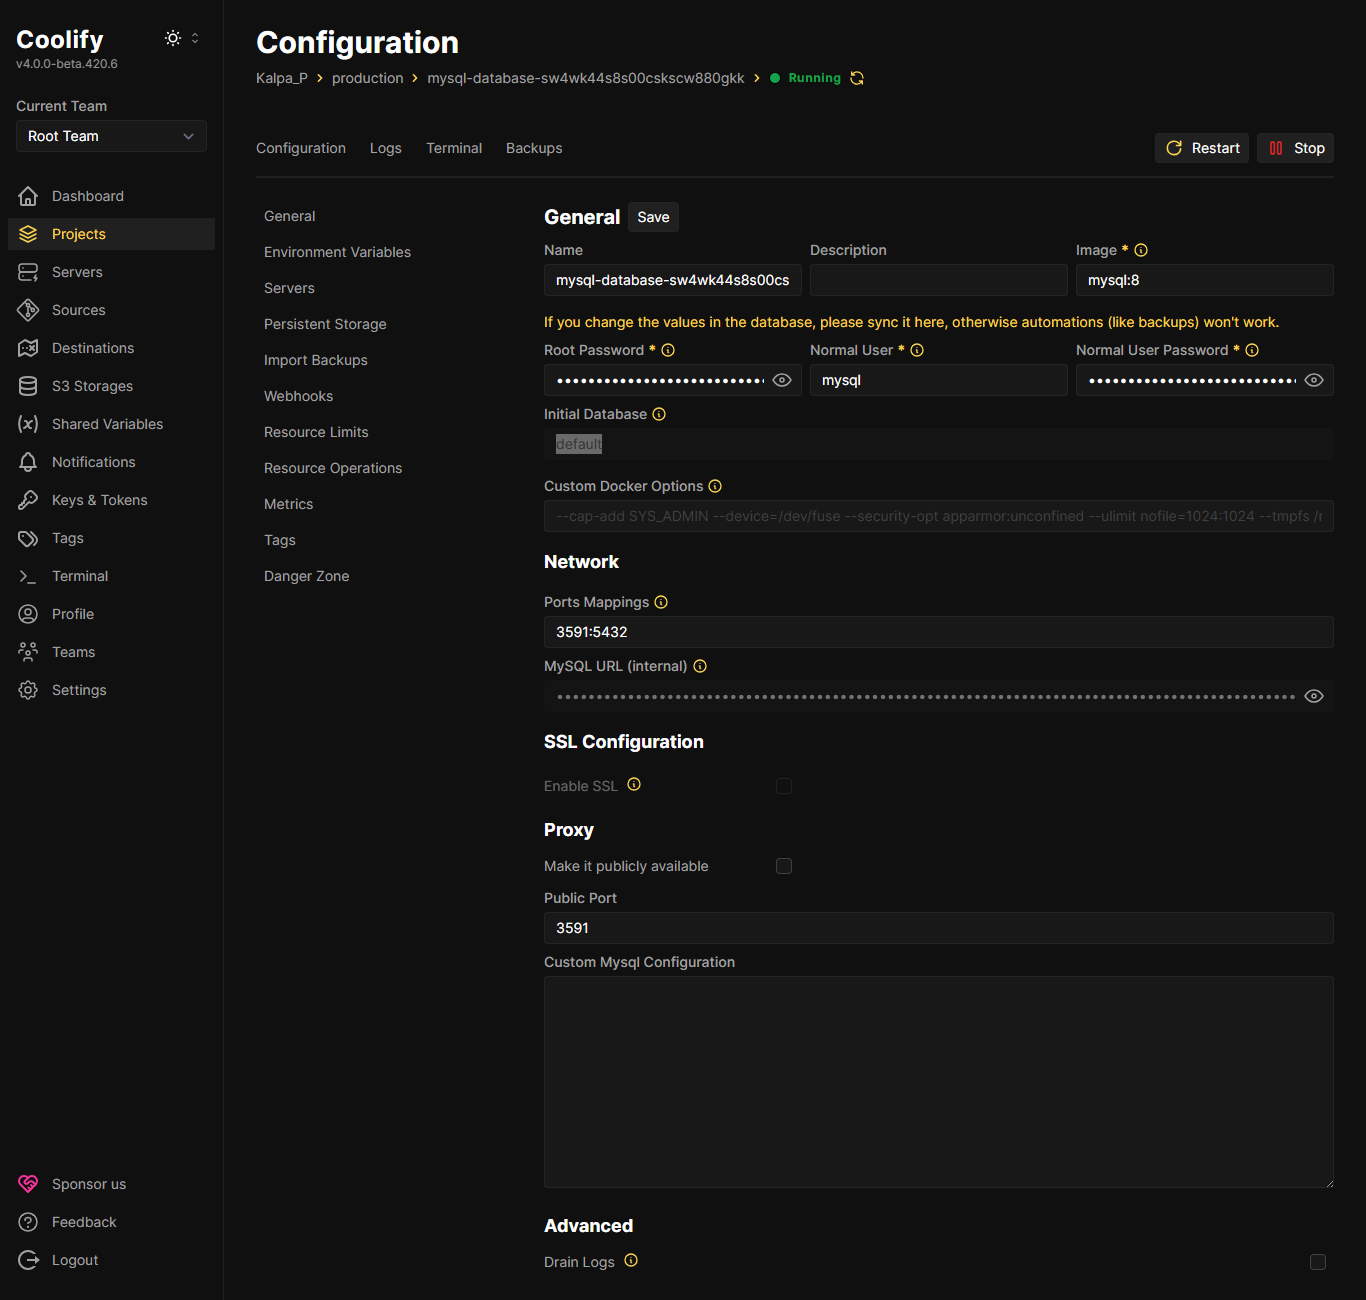 Coolify
v4.0.0-beta.420.6
Current Team
Root Team
Dashboard
Projects
Servers
Sources
Destinations
S3 Storages
Shared Variables
Notifications
Keys & Tokens
Tags
Terminal
Profile
Teams
Settings
Sponsor us
Feedback
Logout
Configuration
Kalpa_P > production > mysql-database-sw4wk44s8s00cskscw880gkk > Running
Configuration Logs Terminal Backups Restart Stop
General
Environment Variables
Servers
Persistent Storage
Import Backups
Webhooks
Resource Limits
Resource Operations
Metrics
Tags
Danger Zone
General Save
Name Description Image *
mysql-database-sw4wk44s8s00cs mysql:8
If you change the values in the database, please sync it here, otherwise automations (like backups) won't work.
Root Password * Normal User * Normal User Password *
mysql
Initial Database
default
Custom Docker Options
--cap-add SYS_ADMIN --device=/dev/fuse --security-opt apparmor:unconfined --ulimit nofile=1024:1024 --tmpfs /r
Network
Ports Mappings
3591:5432
MySQL URL (internal)
SSL Configuration
Enable SSL
Proxy
Make it publicly available
Public Port
3591
Custom Mysql Configuration
Advanced
Drain Logs